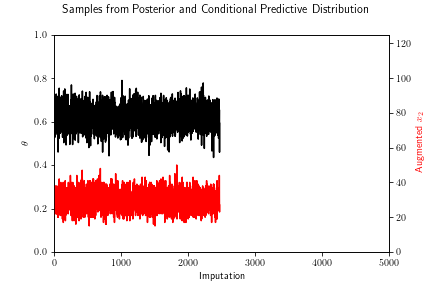 Samples from Posterior and Conditional Predictive Distribution
1.0
0.8
0.6
0.4
0.2
0.0
θ
0 1000 2000 3000 4000 5000
Imputation
120
100
80
60
40
20
0
Augmented x₂